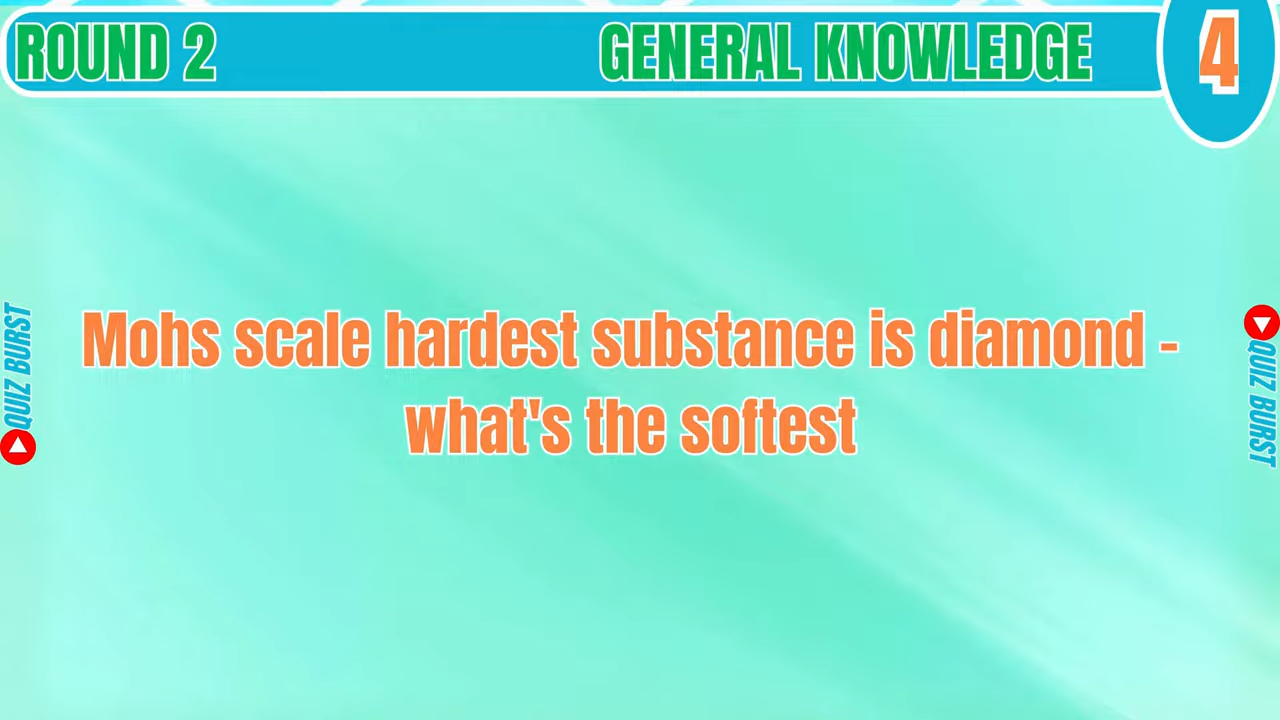 ROUND 2
GENERAL KNOWLEDGE
4
Mohs scale hardest substance is diamond -
what's the softest
QUIZ BURST
QUIZ BURST